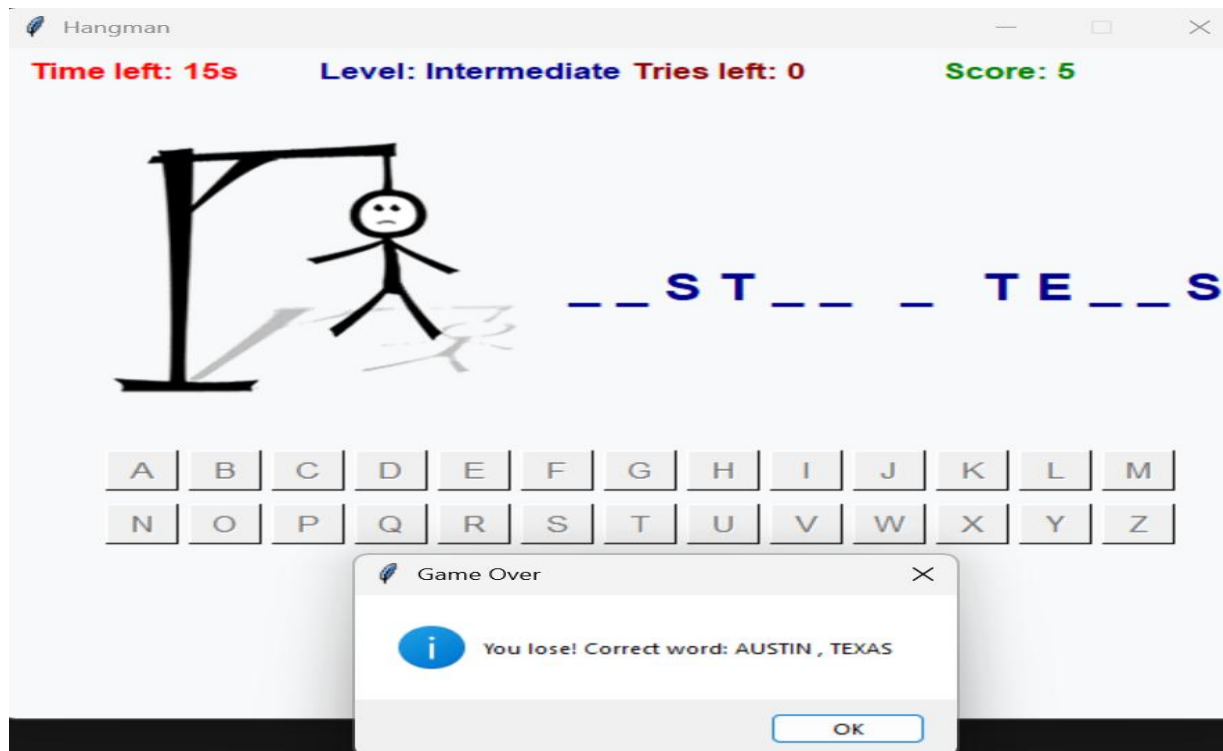 Hangman
Time left: 15s Level: Intermediate Tries left: 0 Score: 5
_ _ S T _ _ _ T E _ _ S
A B C D E F G H I J K L M
N O P Q R S T U V W X Y Z
Game Over
You lose! Correct word: AUSTIN , TEXAS
OK